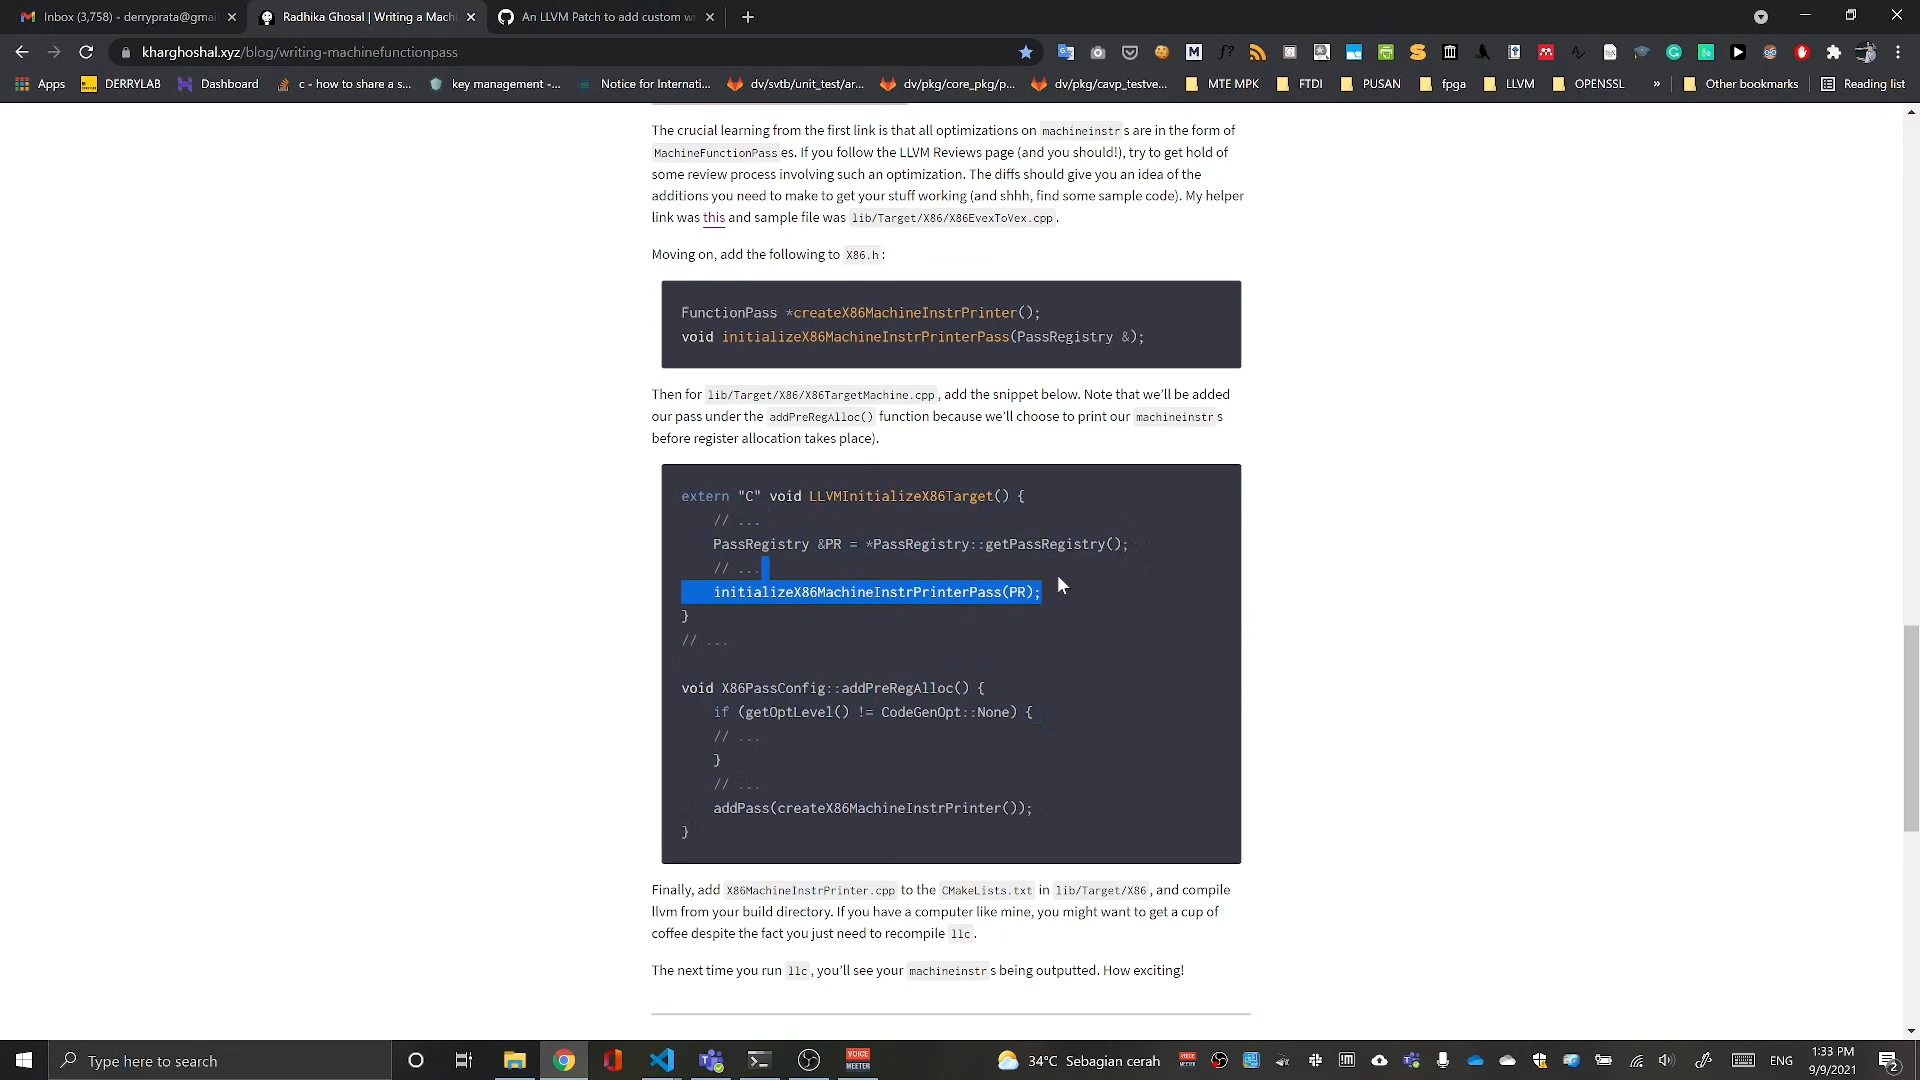 Inbox (3,758) - derryprata@gmai
Radhika Ghosal | Writing a Machi
An LLVM Patch to add custom wr
kharghoshal.xyz/blog/writing-machinefunctionpass
Apps
DERRYLAB
Dashboard
c - how to share a s...
key management -...
Notice for Internati...
dv/svtb/unit_test/ar...
dv/pkg/core_pkg/p...
dv/pkg/cavp_testve...
MTE MPK
FTDI
PUSAN
fpga
LLVM
OPENSSL
»
Other bookmarks
Reading list
The crucial learning from the first link is that all optimizations on machineinstr s are in the form of
MachineFunctionPass es. If you follow the LLVM Reviews page (and you should!), try to get hold of
some review process involving such an optimization. The diffs should give you an idea of the
additions you need to make to get your stuff working (and shhh, find some sample code). My helper
link was this and sample file was lib/Target/X86/X86EvexToVex.cpp .
Moving on, add the following to X86.h :
FunctionPass *createX86MachineInstrPrinter();
void initializeX86MachineInstrPrinterPass(PassRegistry &);
Then for lib/Target/X86/X86TargetMachine.cpp , add the snippet below. Note that we'll be added
our pass under the addPreRegAlloc() function because we'll choose to print our machineinstr s
before register allocation takes place).
extern "C" void LLVMInitializeX86Target() {
// ...
PassRegistry &PR = *PassRegistry::getPassRegistry();
// ...
initializeX86MachineInstrPrinterPass(PR);
}
// ...
void X86PassConfig::addPreRegAlloc() {
if (getOptLevel() != CodeGenOpt::None) {
// ...
}
// ...
addPass(createX86MachineInstrPrinter());
}
Finally, add X86MachineInstrPrinter.cpp to the CMakeLists.txt in lib/Target/X86 , and compile
llvm from your build directory. If you have a computer like mine, you might want to get a cup of
coffee despite the fact you just need to recompile llc .
The next time you run llc , you'll see your machineinstr s being outputted. How exciting!
Type here to search
VOICE
MEETER
34°C Sebagian cerah
ENG
1:33 PM
9/9/2021
2